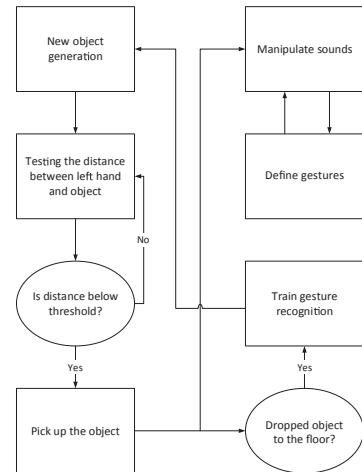 New object
generation
Manipulate sounds
Testing the distance
between left hand
and object
Define gestures
No
Is distance below
threshold?
Train gesture
recognition
Yes
Yes
Pick up the object
Dropped object
to the floor?